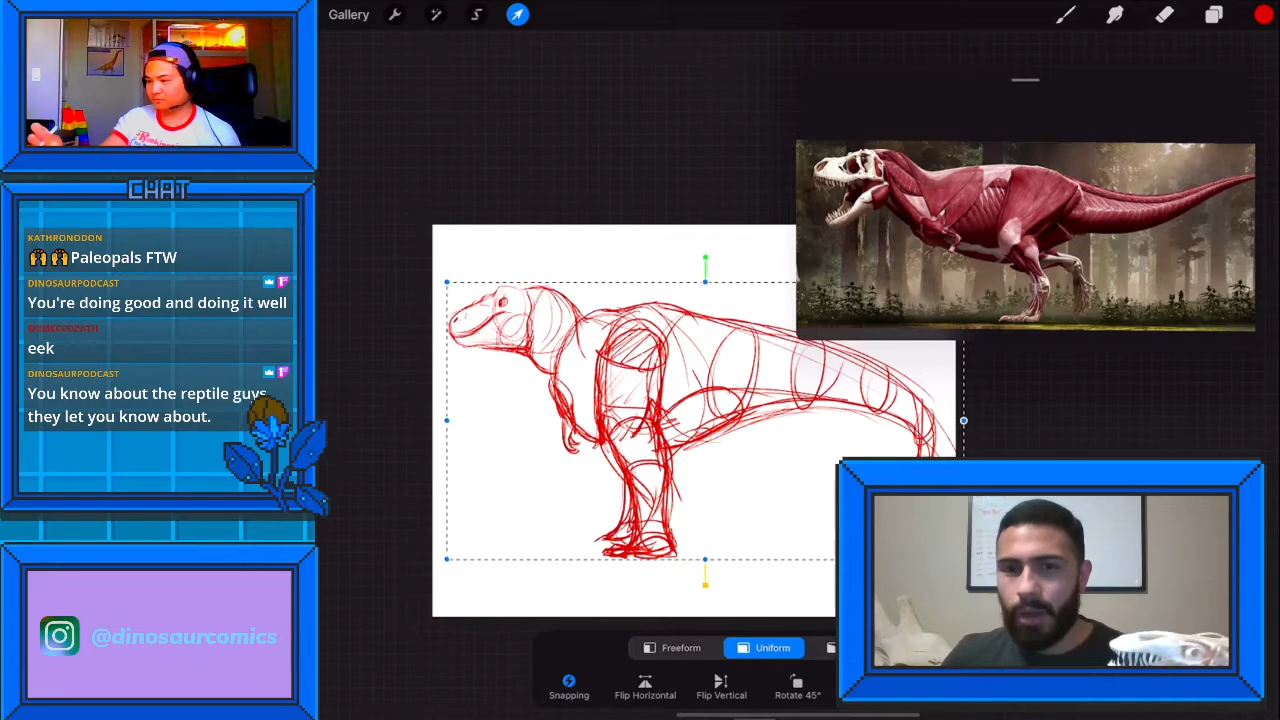 Gallery
CHAT
KATHRONODON
Paleopals FTW
DINOSAURPODCAST
You're doing good and doing it well
eek
DINOSAURPODCAST
You know about the reptile guys
they let you know about.
@dinosaurcomics
Freeform
Uniform
Snapping
Flip Horizontal
Flip Vertical
Rotate 45°